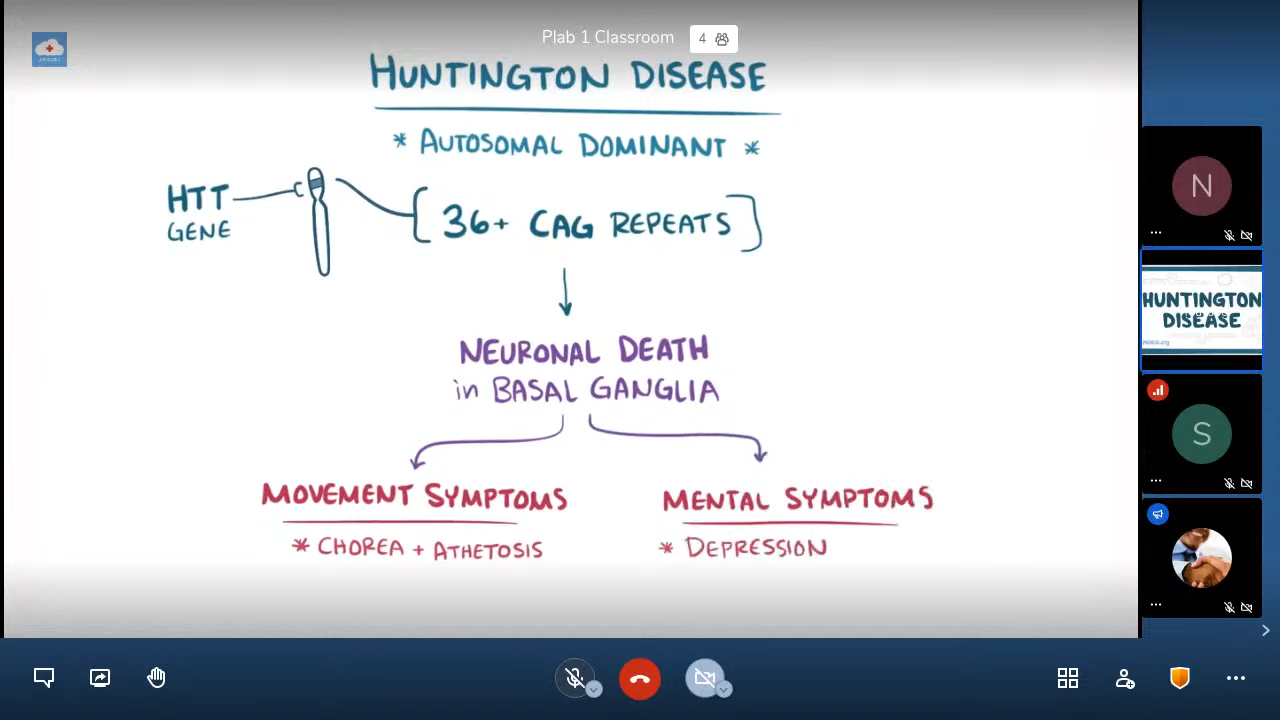 Plab 1 Classroom 4
HUNTINGTON DISEASE
* AUTOSOMAL DOMINANT *
HTT
GENE
[36+ CAG REPEATS]
NEURONAL DEATH
in BASAL GANGLIA
MOVEMENT SYMPTOMS
* CHOREA + ATHETOSIS
MENTAL SYMPTOMS
* DEPRESSION
N
HUNTINGTON
DISEASE
S